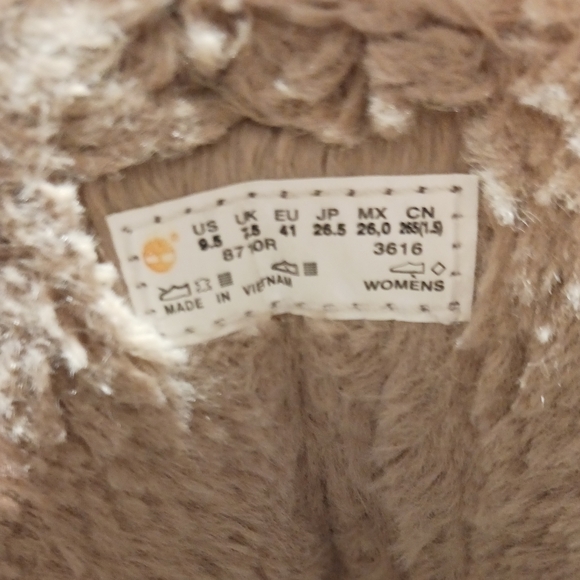 US UK EU JP MX CN
9.5 7.5 41 26.5 26,0 265(1.5)
3616
WOMENS
MADE IN VIETNAM